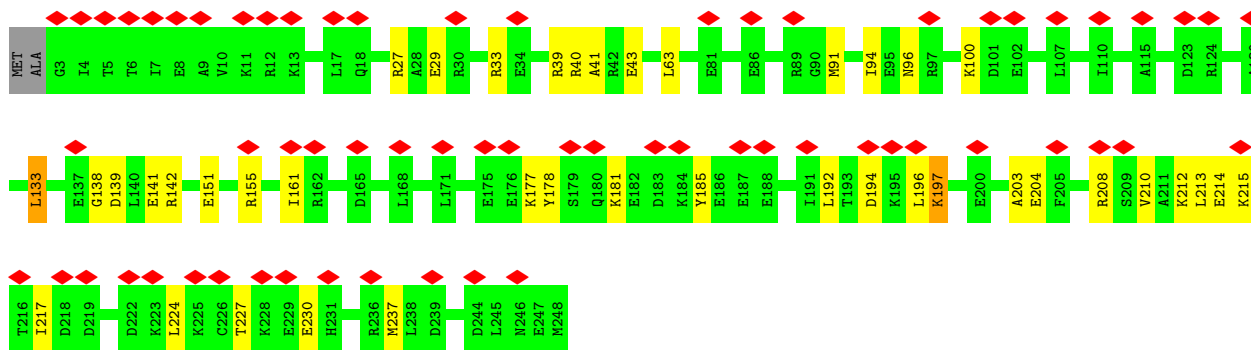 MET ALA G3 I4 T5 T6 I7 E8 A9 V10 K11 R12 K13 L17 Q18 R27 A28 E29 R30 R33 E34 R39 R40 A41 R42 E43 L63 E81 E86 R89 G90 M91 I94 E95 N96 R97 K100 D101 E102 L107 I110 A115 D123 R124
L133 E137 G138 D139 L140 E141 R142 E151 R155 I161 R162 D165 L168 L171 E175 E176 K177 Y178 S179 Q180 K181 E182 D183 K184 Y185 E186 E187 E188 I191 L192 T193 D194 K195 L196 K197 E200 A203 E204 F205 R208 S209 V210 A211 K212 L213 E214 K215
T216 I217 D218 D219 D222 K223 L224 K225 C226 T227 K228 E229 E230 H231 R236 M237 L238 D239 D244 L245 N246 E247 M248